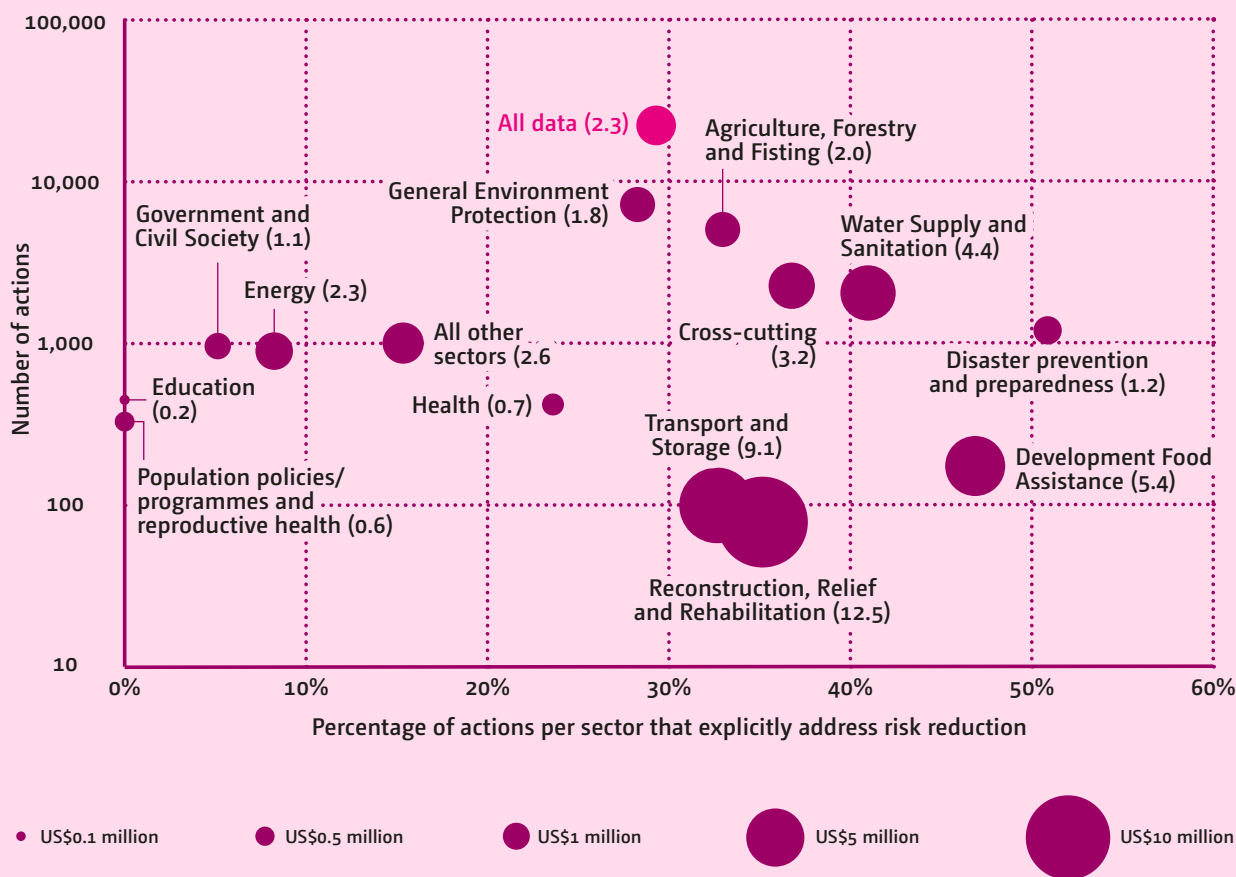 100,000
10,000
1,000
100
10
Number of actions
All data (2.3)
Agriculture, Forestry
and Fisting (2.0)
General Environment
Protection (1.8)
Government and
Civil Society (1.1)
Water Supply and
Sanitation (4.4)
Energy (2.3)
All other
sectors (2.6
Cross-cutting
(3.2)
Disaster prevention
and preparedness (1.2)
Education
(0.2)
Health (0.7)
Transport and
Storage (9.1)
Development Food
Assistance (5.4)
Population policies/
programmes and
reproductive health (0.6)
Reconstruction, Relief
and Rehabilitation (12.5)
0% 10% 20% 30% 40% 50% 60%
Percentage of actions per sector that explicitly address risk reduction
US$0.1 million US$0.5 million US$1 million US$5 million US$10 million